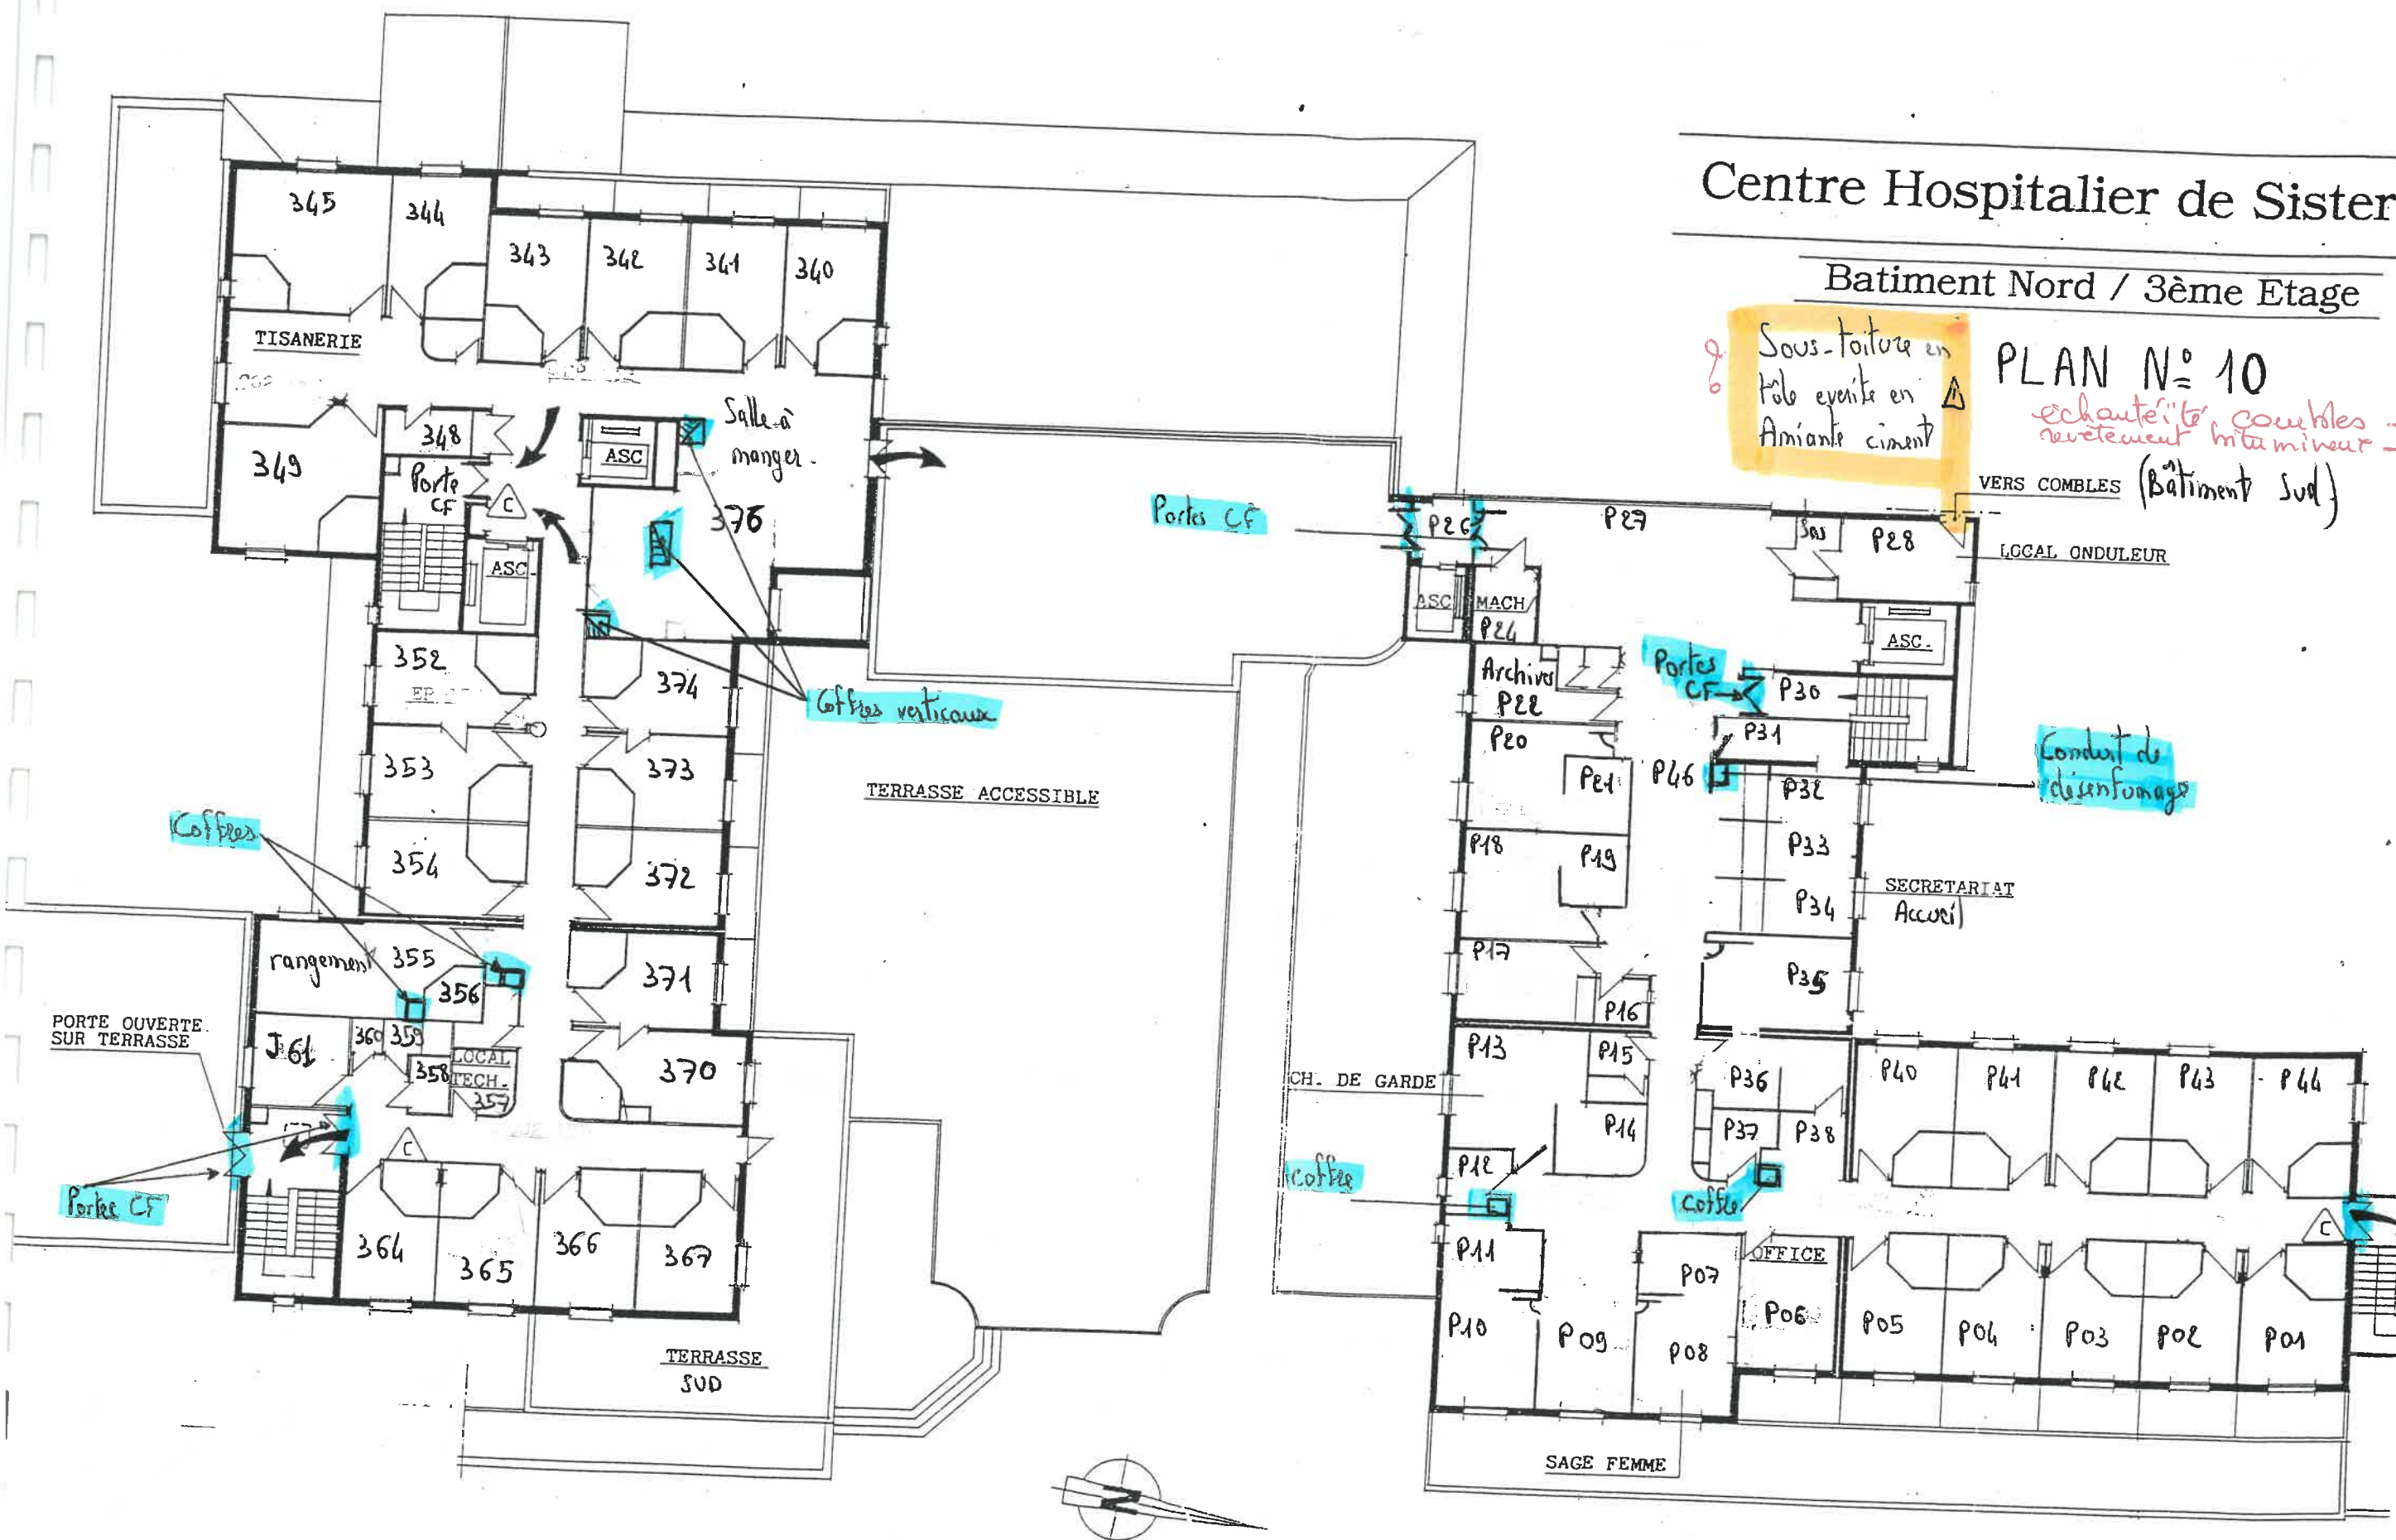 Centre Hospitalier de Sister
Batiment Nord / 3ème Etage
Sous-toiture en
tôle everite en
Amiante ciment
PLAN Nº 10
étanchéité combles -
revêtement bitumineux -
VERS COMBLES (Bâtiment Sud)
LOCAL ONDULEUR
345
344
343
342
341
340
TISANERIE
Salle à
manger.
348
349
Porte
CF
C
ASC
376
ASC.
352
374
Coffres verticaux
353
373
354
372
TERRASSE ACCESSIBLE
Coffres
rangement
355
356
371
PORTE OUVERTE.
SUR TERRASSE
J61
360
359
358
LOCAL
TECH.
357
370
C
Portes CF
364
365
366
367
TERRASSE
SUD
Portes CF
P26
P27
Sas
P28
ASC
MACH
P24
ASC.
Archives
P22
Portes
CF
P30
P31
P20
P21
P46
P32
Conduit de
désenfumage
P18
P19
P33
P34
SECRETARIAT
Accueil
P17
P16
P35
CH. DE GARDE
P13
P15
P14
P36
P37
P38
P40
P41
P42
P43
P44
Coffre
P12
Coffre
C
P11
P10
P09
P07
P08
OFFICE
P06
P05
P04
P03
P02
P01
SAGE FEMME
N